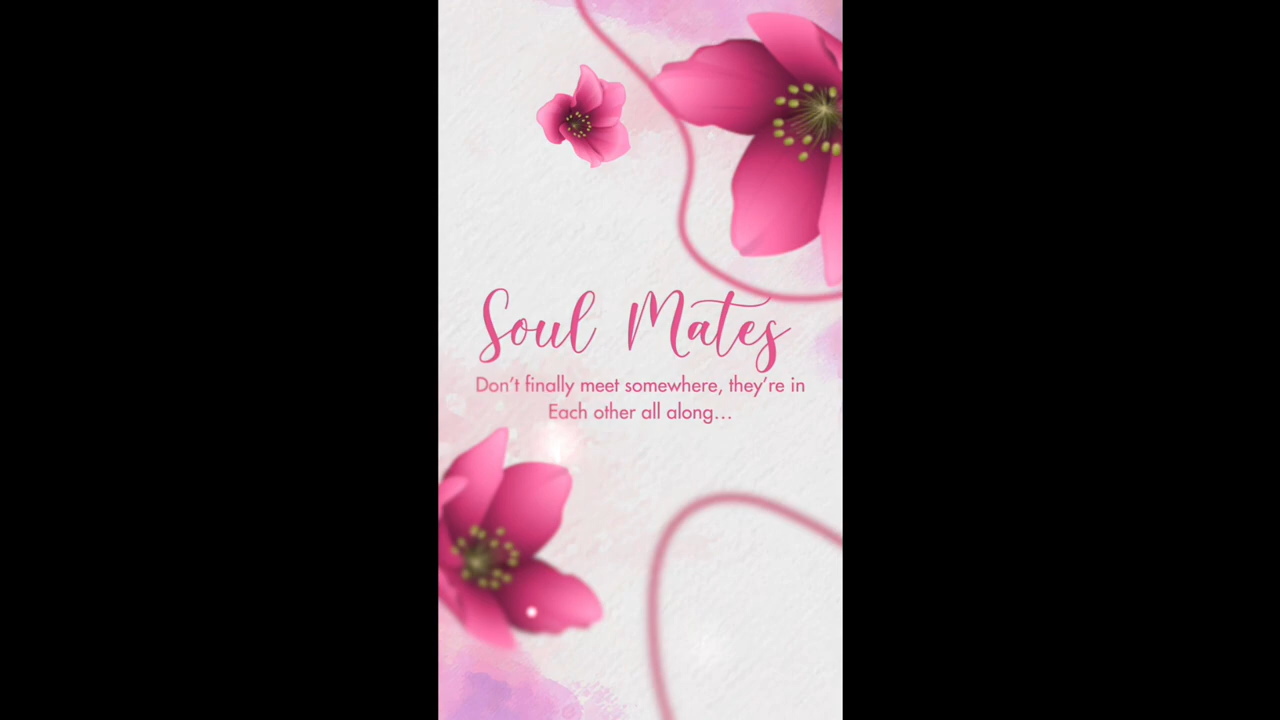 Soul Mates
Don’t finally meet somewhere, they’re in
Each other all along...